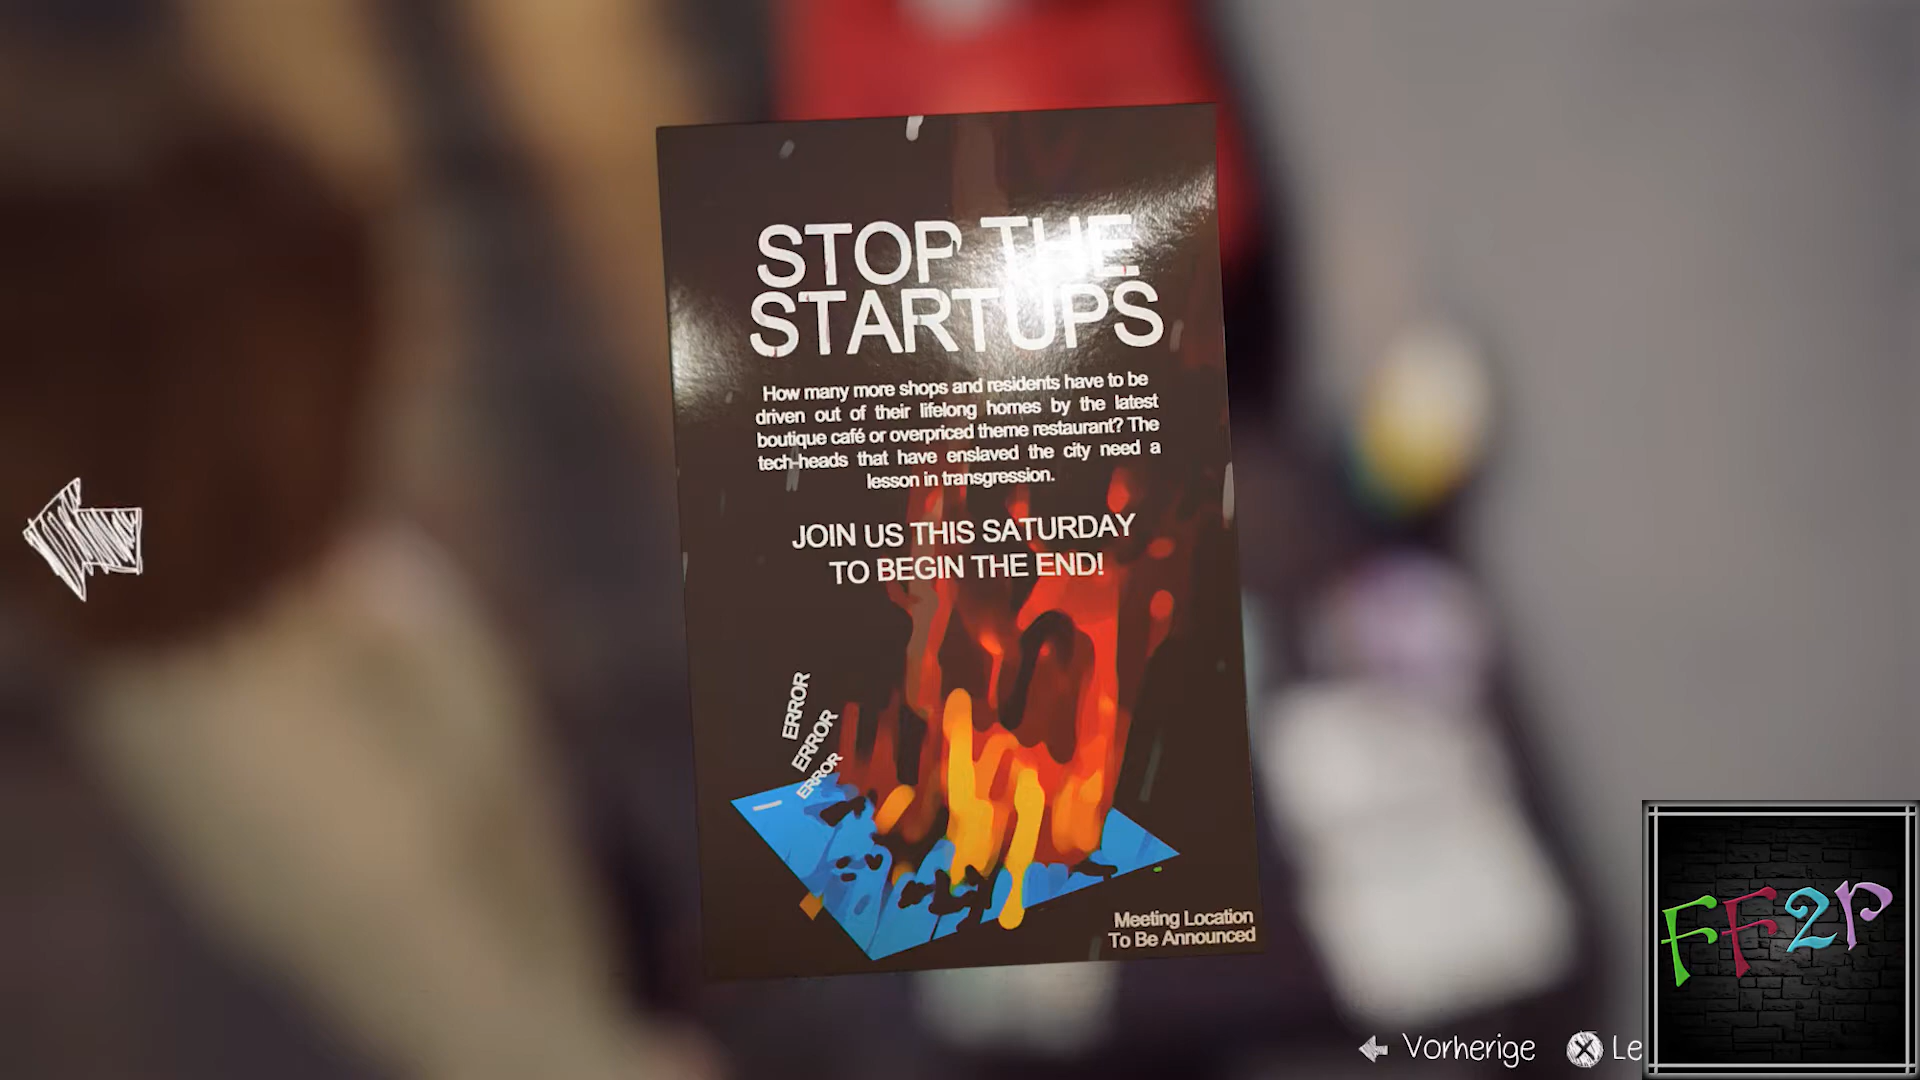 STOP THE
STARTUPS
How many more shops and residents have to be
driven out of their lifelong homes by the latest
boutique café or overpriced theme restaurant? The
tech-heads that have enslaved the city need a
lesson in transgression.
JOIN US THIS SATURDAY
TO BEGIN THE END!
ERROR
ERROR
ERROR
Meeting Location
To Be Announced
Vorherige
Le
FF2P